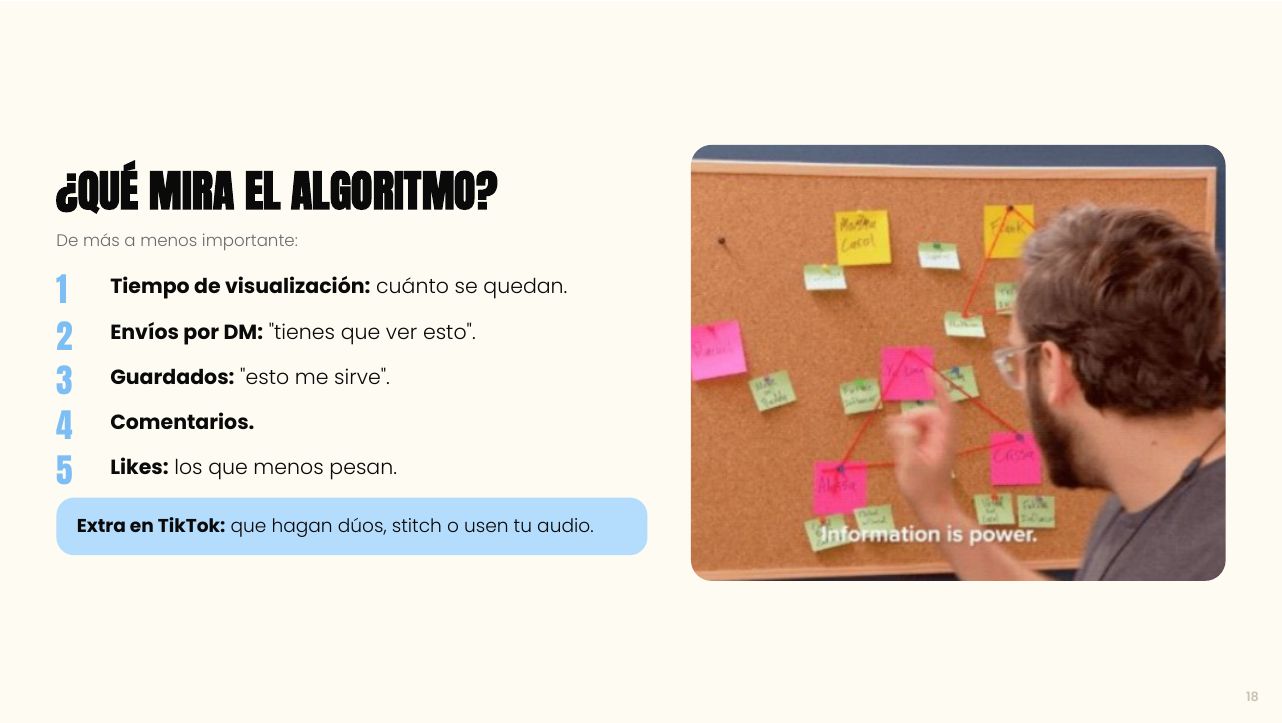 ¿QUÉ MIRA EL ALGORITMO?
De más a menos importante:
1 Tiempo de visualización: cuánto se quedan.
2 Envíos por DM: "tienes que ver esto".
3 Guardados: "esto me sirve".
4 Comentarios.
5 Likes: los que menos pesan.
Extra en TikTok: que hagan dúos, stitch o usen tu audio.
Carol
Frank
Alyssa
Information is power.
18